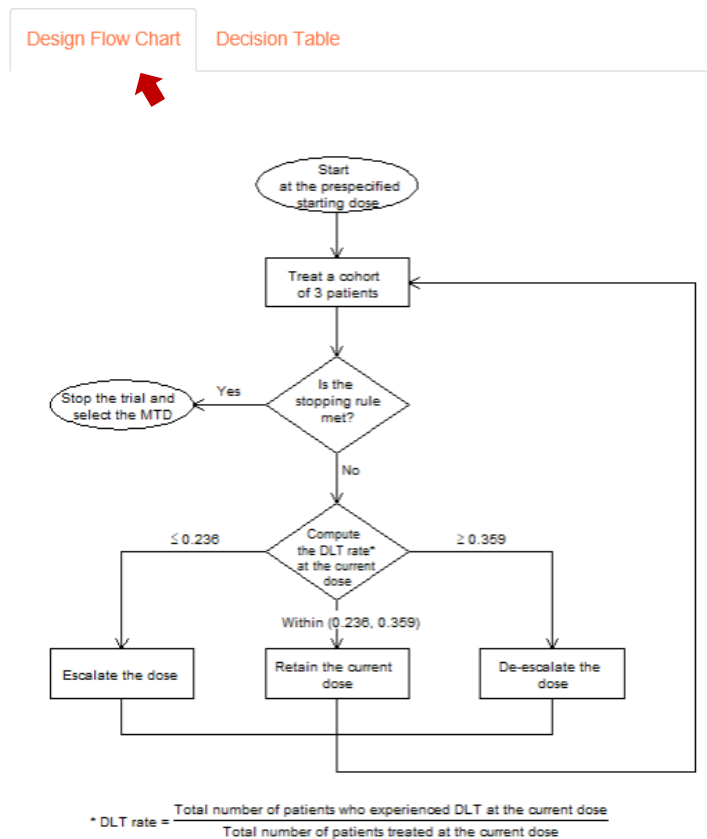 Design Flow Chart
Decision Table
Start
at the prespecified
starting dose
Treat a cohort
of 3 patients
Is the
stopping rule
met?
Yes
Stop the trial and
select the MTD
No
Compute
the DLT rate*
at the current
dose
≤ 0.236
≥ 0.359
Within (0.236, 0.359)
Escalate the dose
Retain the current
dose
De-escalate the
dose
* DLT rate = Total number of patients who experienced DLT at the current dose
Total number of patients treated at the current dose